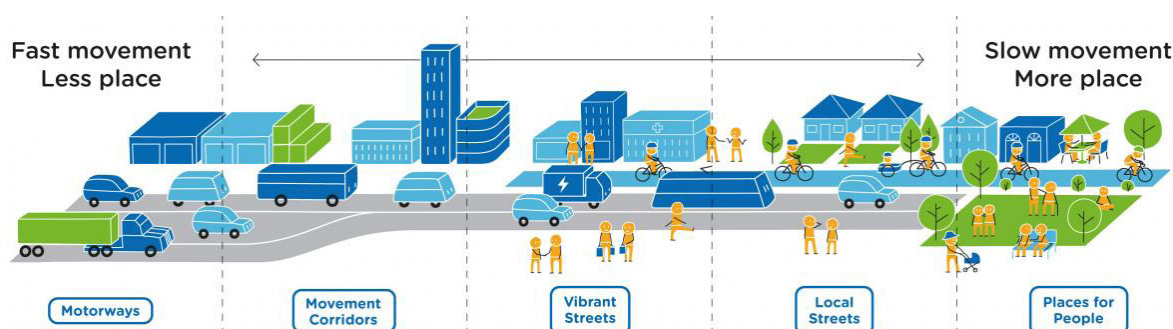 Fast movement
Less place
Slow movement
More place
Motorways
Movement
Corridors
Vibrant
Streets
Local
Streets
Places for
People